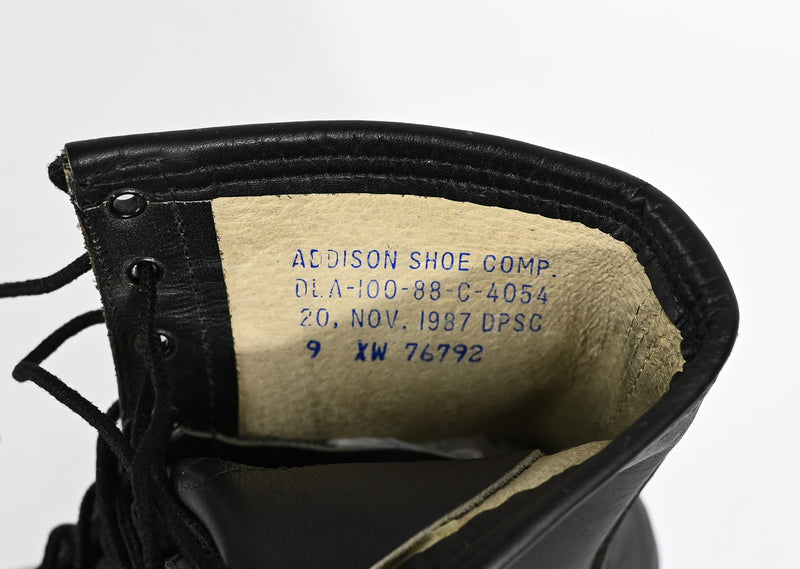 ADDISON SHOE COMP.
DLA-100-88-C-4054
20, NOV. 1987 DPSC
9 XW 76792